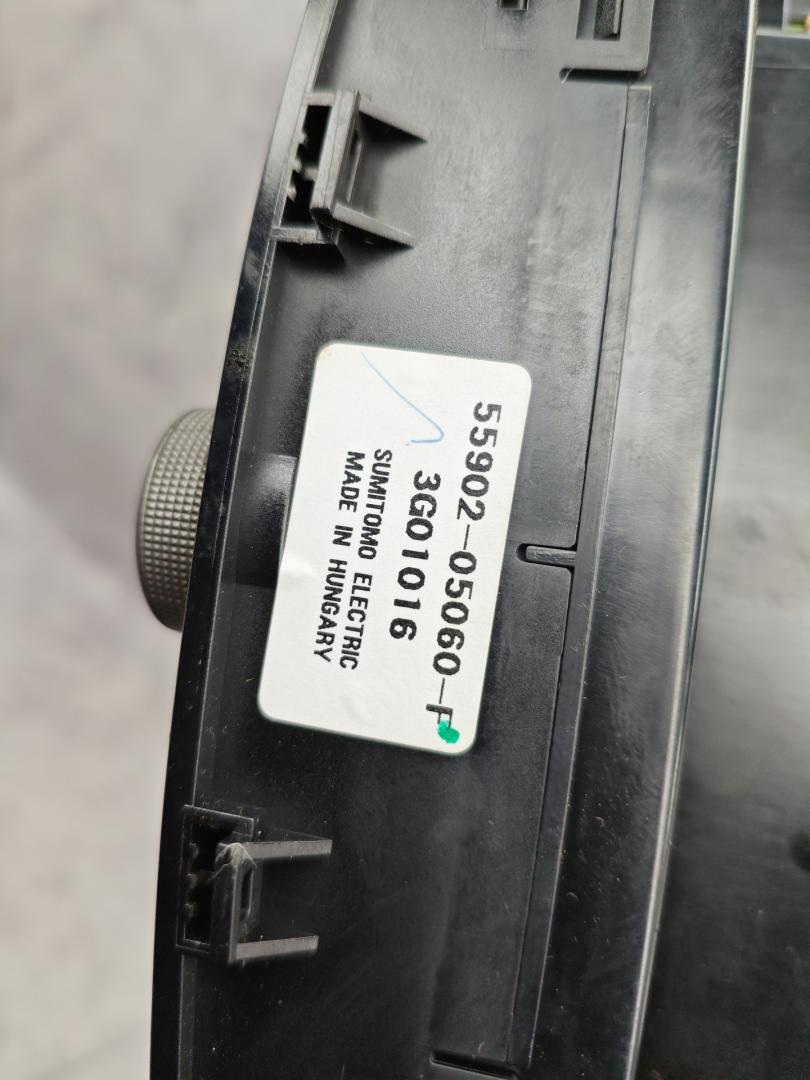 55902-05060-F
3G01016
SUMITOMO ELECTRIC
MADE IN HUNGARY